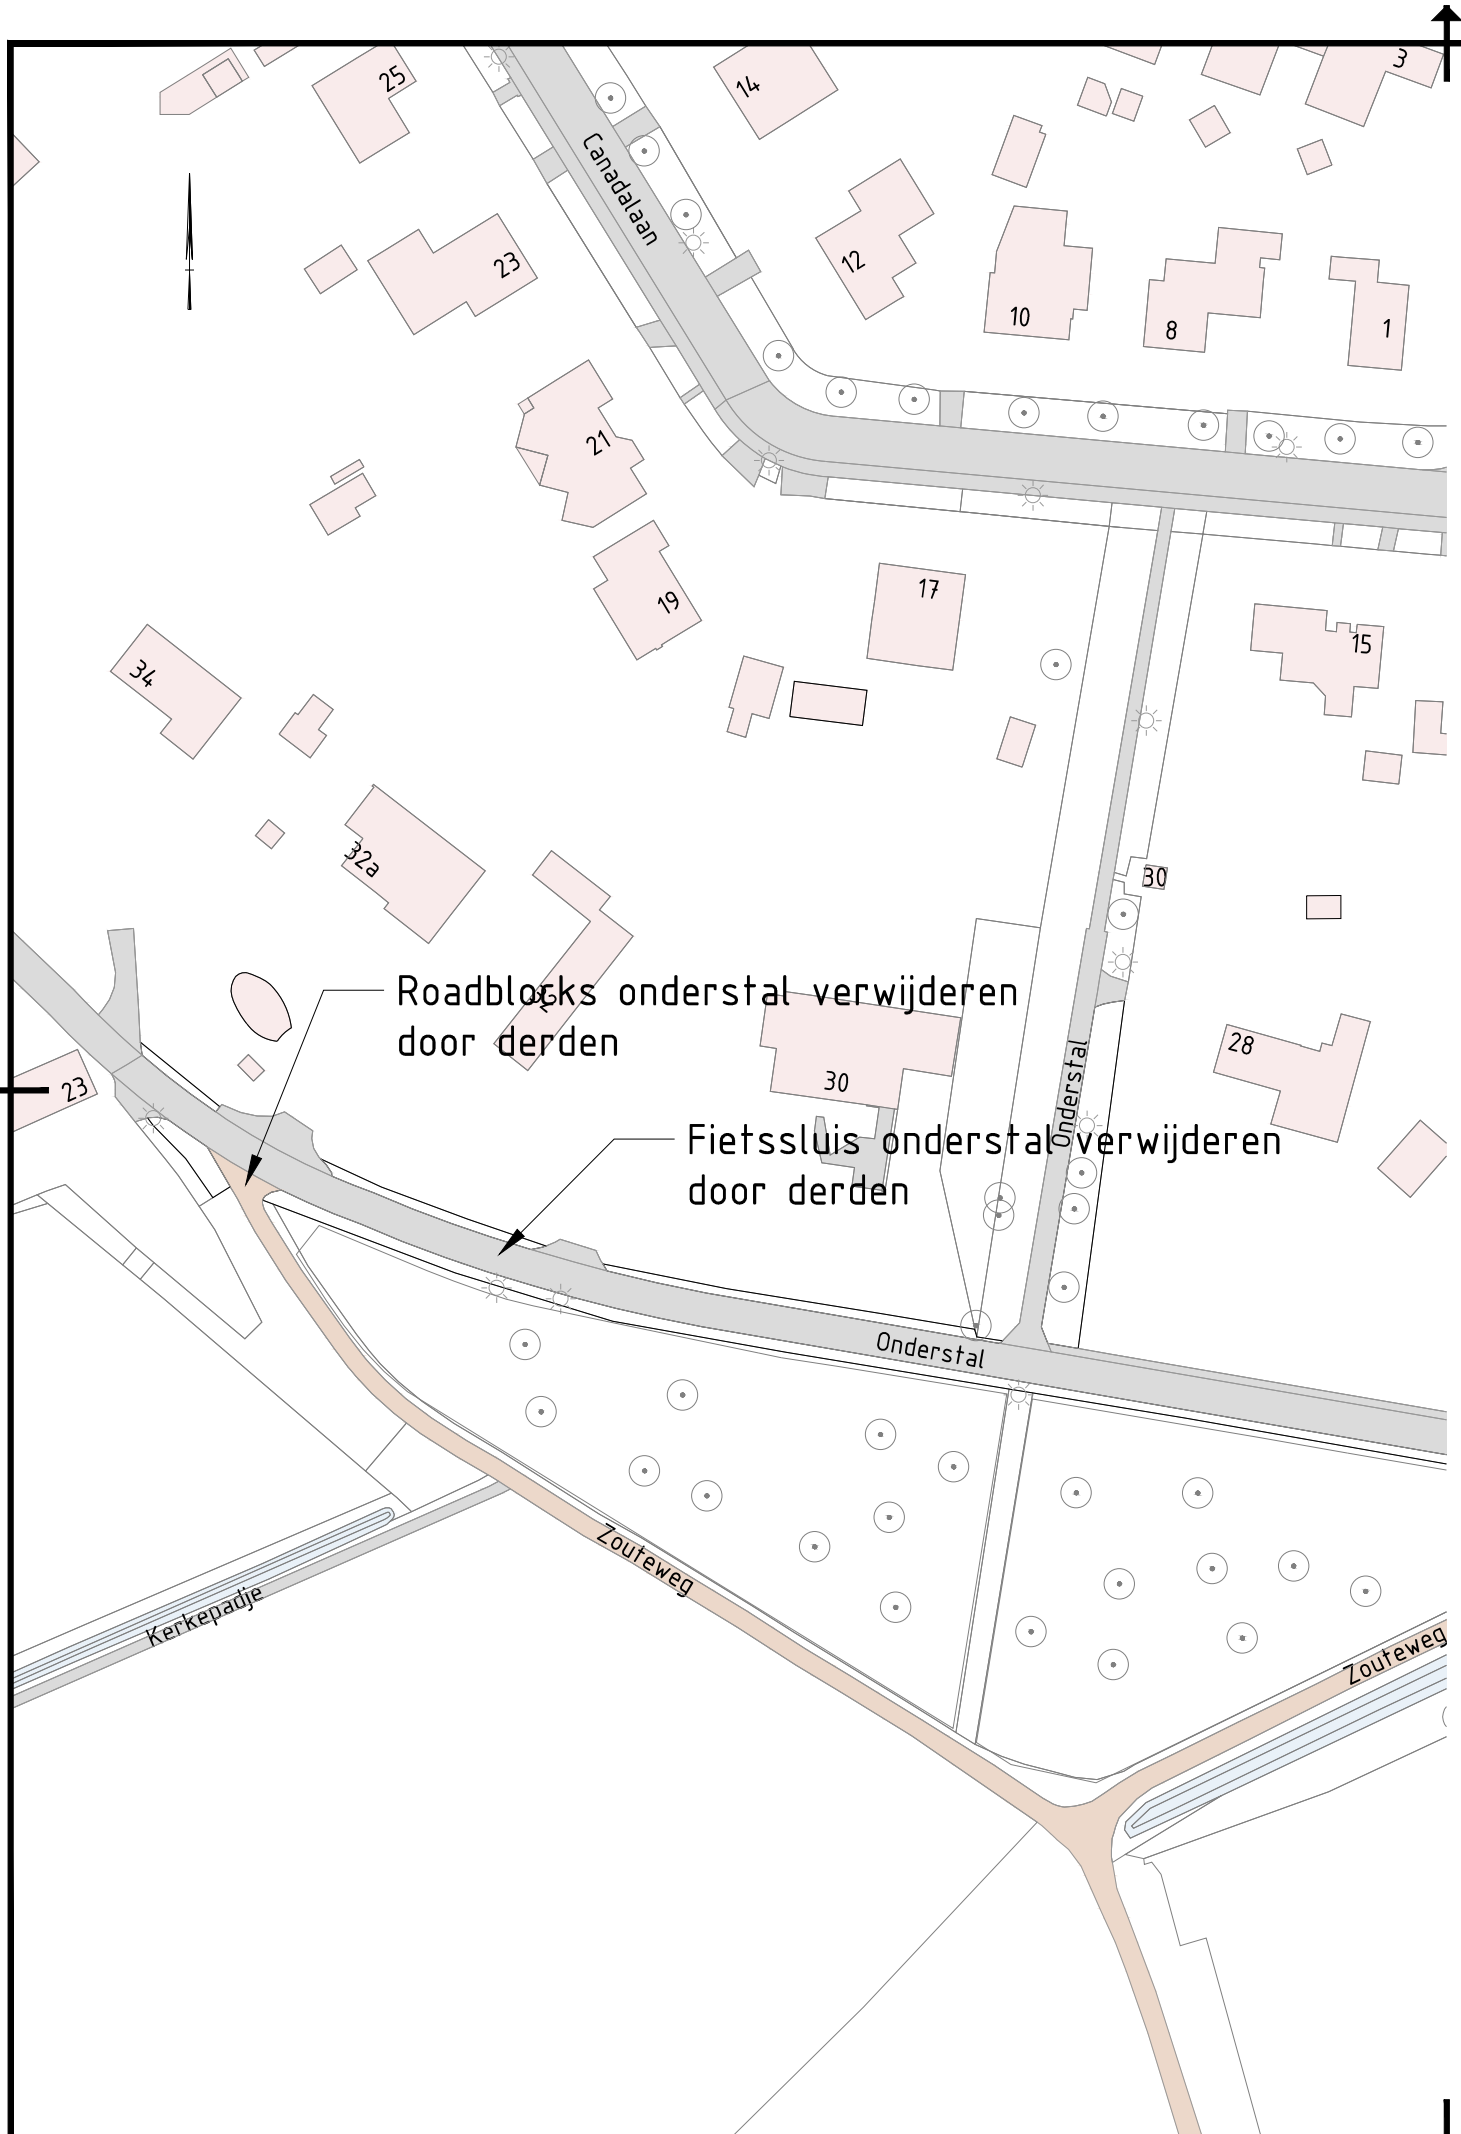 25
14
3
Canadalaan
23
12
10
8
1
21
19
17
15
34
32a
30
Roadblocks onderstal verwijderen
door derden
32
28
23
30
Onderstal
Fietssluis onderstal verwijderen
door derden
Onderstal
Zouteweg
Kerkepadje
Zouteweg